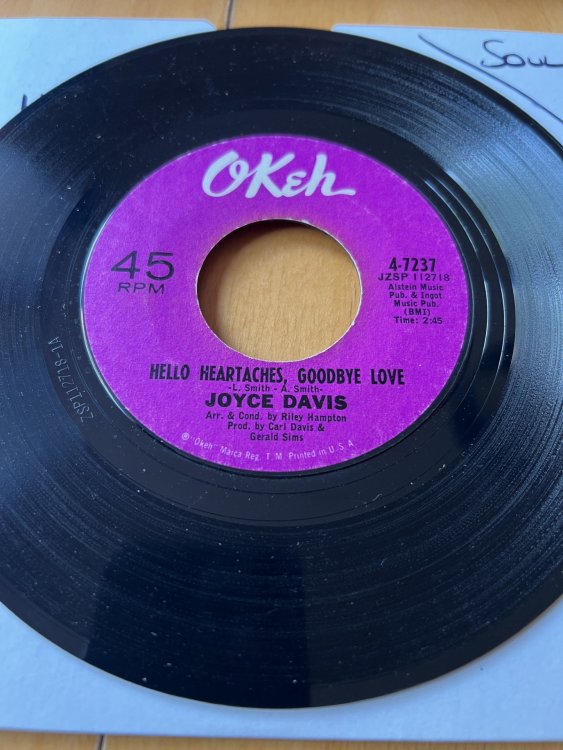 Soul
OKeh
45
RPM
4-7237
JZSP 112718
Alstein Music
Pub. & Ingot
Music Pub.
(BMI)
Time: 2:45
HELLO HEARTACHES, GOODBYE LOVE
-L. Smith - A. Smith-
JOYCE DAVIS
Arr. & Cond. by Riley Hampton
Prod. by Carl Davis &
Gerald Sims
® "Okeh" Marca Reg. T. M. Printed in U.S.A.
ZSP112718-1A